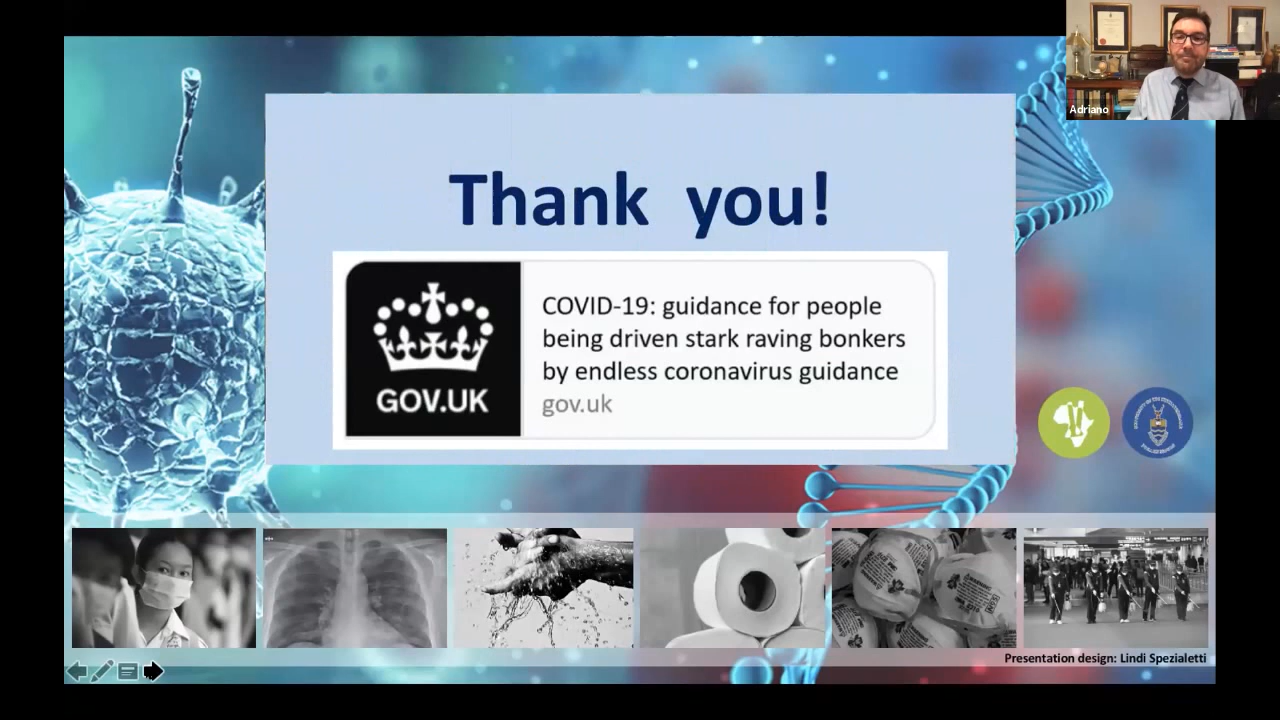 Adriano
Thank you!
GOV.UK
COVID-19: guidance for people
being driven stark raving bonkers
by endless coronavirus guidance
gov.uk
Presentation design: Lindi Spezialetti